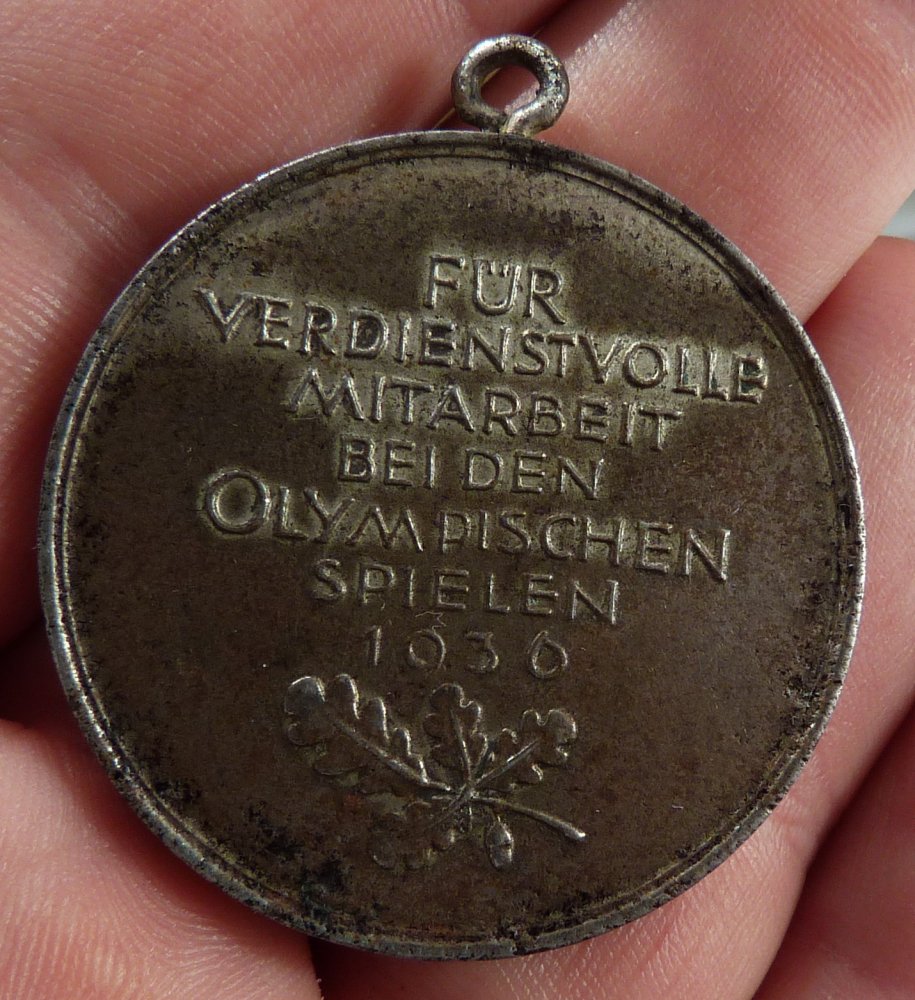 FÜR
VERDIENSTVOLLE
MITARBEIT
BEI DEN
OLYMPISCHEN
SPIELEN
1936